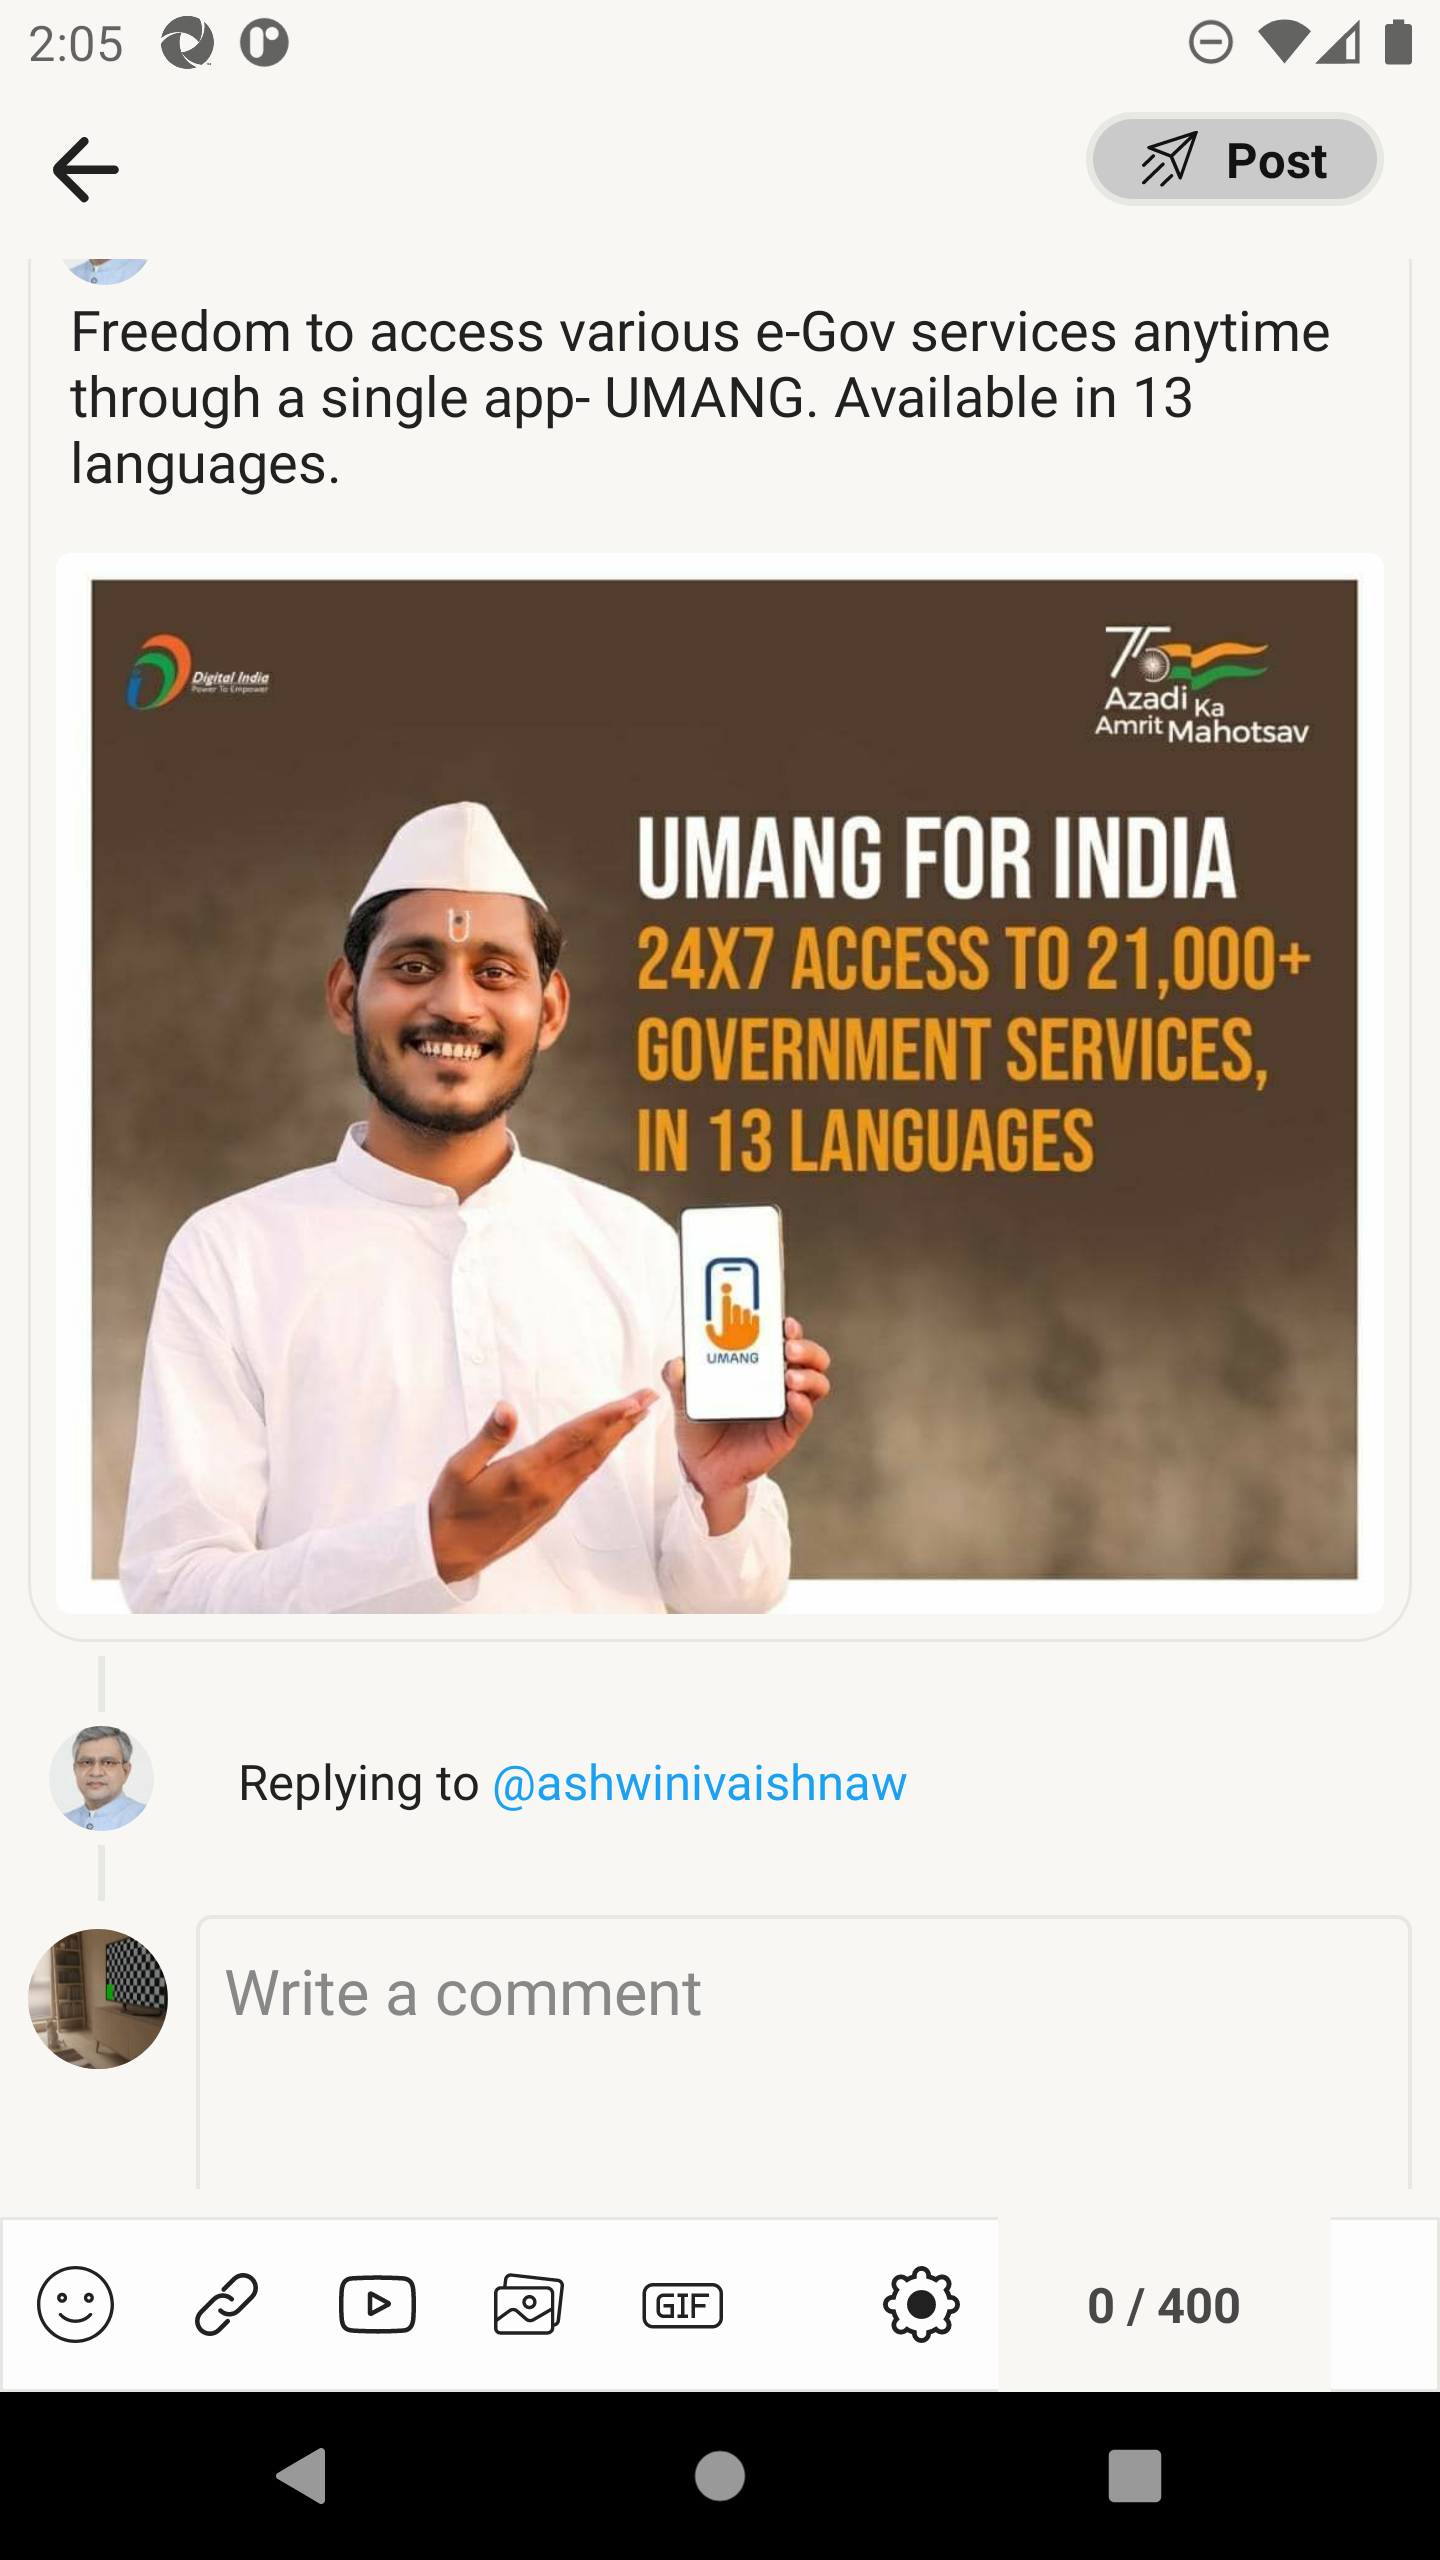 2:05
Post
Freedom to access various e-Gov services anytime
through a single app- UMANG. Available in 13
languages.
Digital India
Power To Empower
75
Azadi Ka
Amrit Mahotsav
UMANG FOR INDIA
24X7 ACCESS TO 21,000+
GOVERNMENT SERVICES,
IN 13 LANGUAGES
UMANG
Replying to @ashwinivaishnaw
Write a comment
GIF
0 / 400